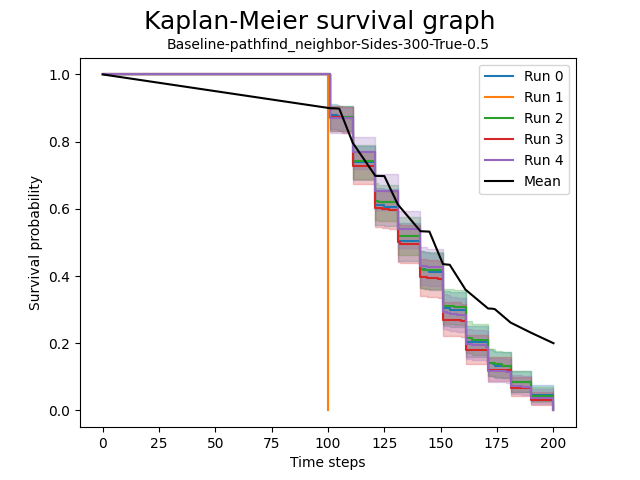 Kaplan-Meier survival graph
Baseline-pathfind_neighbor-Sides-300-True-0.5
Survival probability
1.0
0.8
0.6
0.4
0.2
0.0
Run 0
Run 1
Run 2
Run 3
Run 4
Mean
0 25 50 75 100 125 150 175 200
Time steps